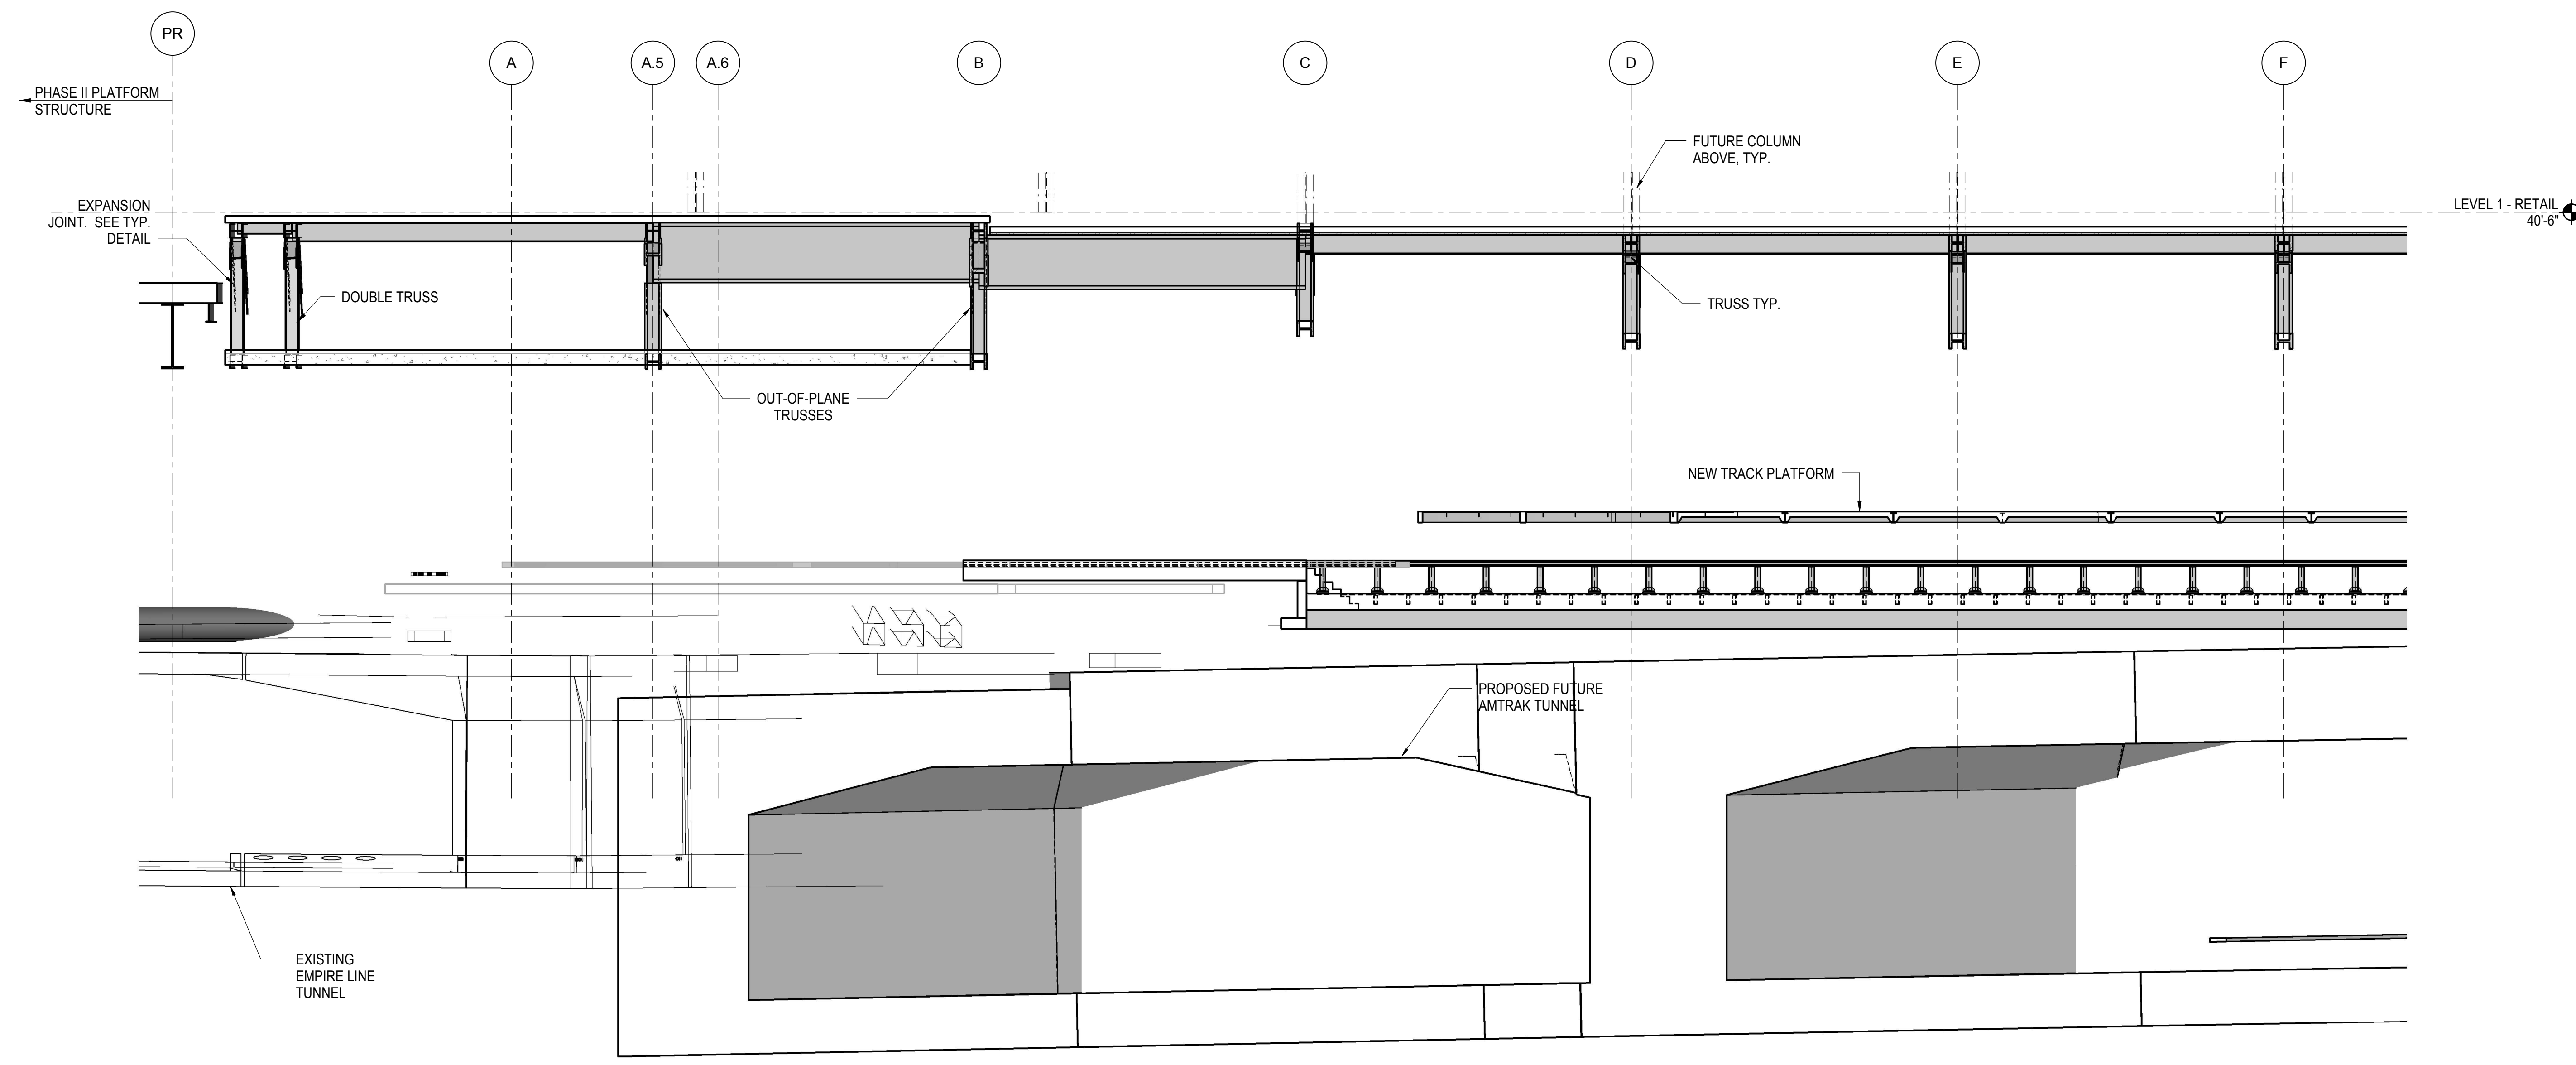 PR
A
A.5
A.6
B
C
D
E
F
PHASE II PLATFORM
STRUCTURE
FUTURE COLUMN
ABOVE, TYP.
EXPANSION
JOINT. SEE TYP.
DETAIL
LEVEL 1 - RETAIL
40'-6"
DOUBLE TRUSS
TRUSS TYP.
OUT-OF-PLANE
TRUSSES
NEW TRACK PLATFORM
PROPOSED FUTURE
AMTRAK TUNNEL
EXISTING
EMPIRE LINE
TUNNEL